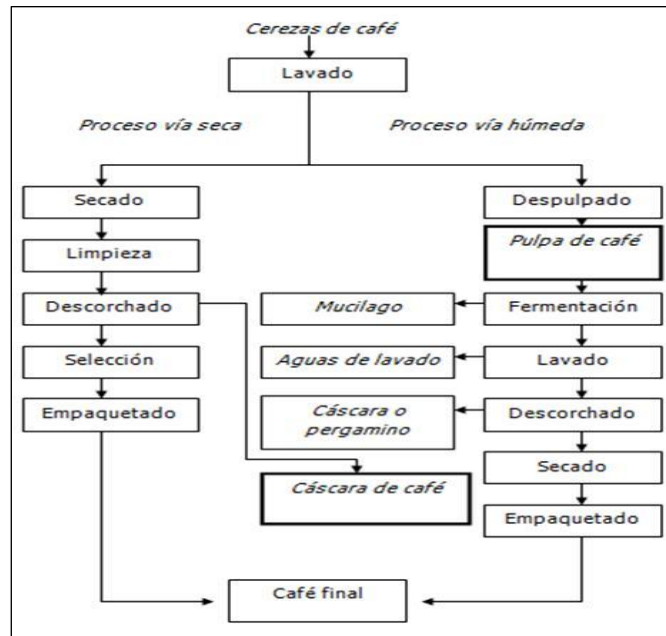 Cerezas de café
Lavado
Proceso vía seca
Proceso vía húmeda
Secado
Despulpado
Limpieza
Pulpa de café
Descorchado
Mucilago
Fermentación
Selección
Aguas de lavado
Lavado
Empaquetado
Cáscara o
pergamino
Descorchado
Cáscara de café
Secado
Empaquetado
Café final